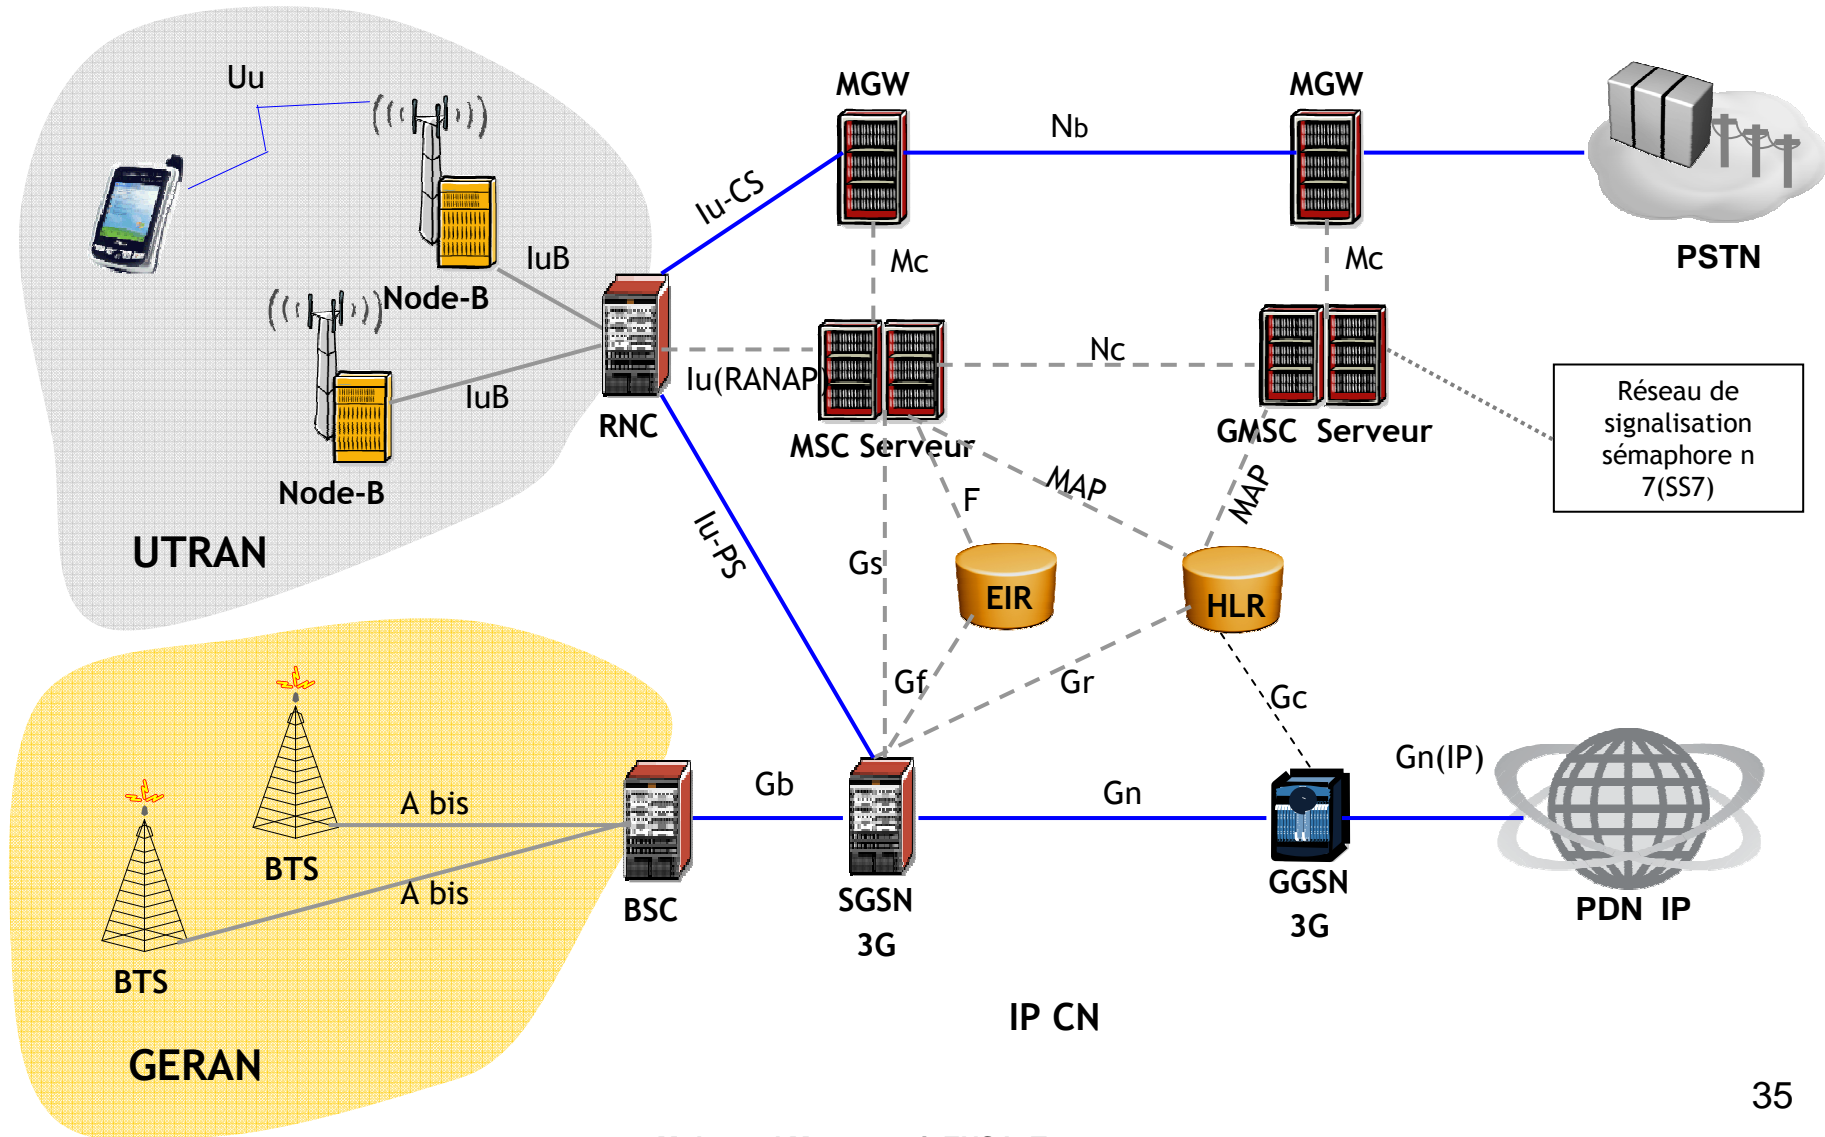 Uu
MGW
MGW
Nb
Iu-CS
IuB
Mc
Mc
PSTN
Node-B
Iu(RANAP)
Nc
IuB
RNC
MSC Serveur
GMSC Serveur
Réseau de
signalisation
sémaphore n
7(SS7)
Node-B
F
MAP
MAP
UTRAN
Iu-PS
Gs
EIR
HLR
Gf
Gr
Gc
Gn(IP)
A bis
Gb
Gn
BTS
A bis
BSC
SGSN
3G
GGSN
3G
PDN IP
BTS
IP CN
GERAN
35